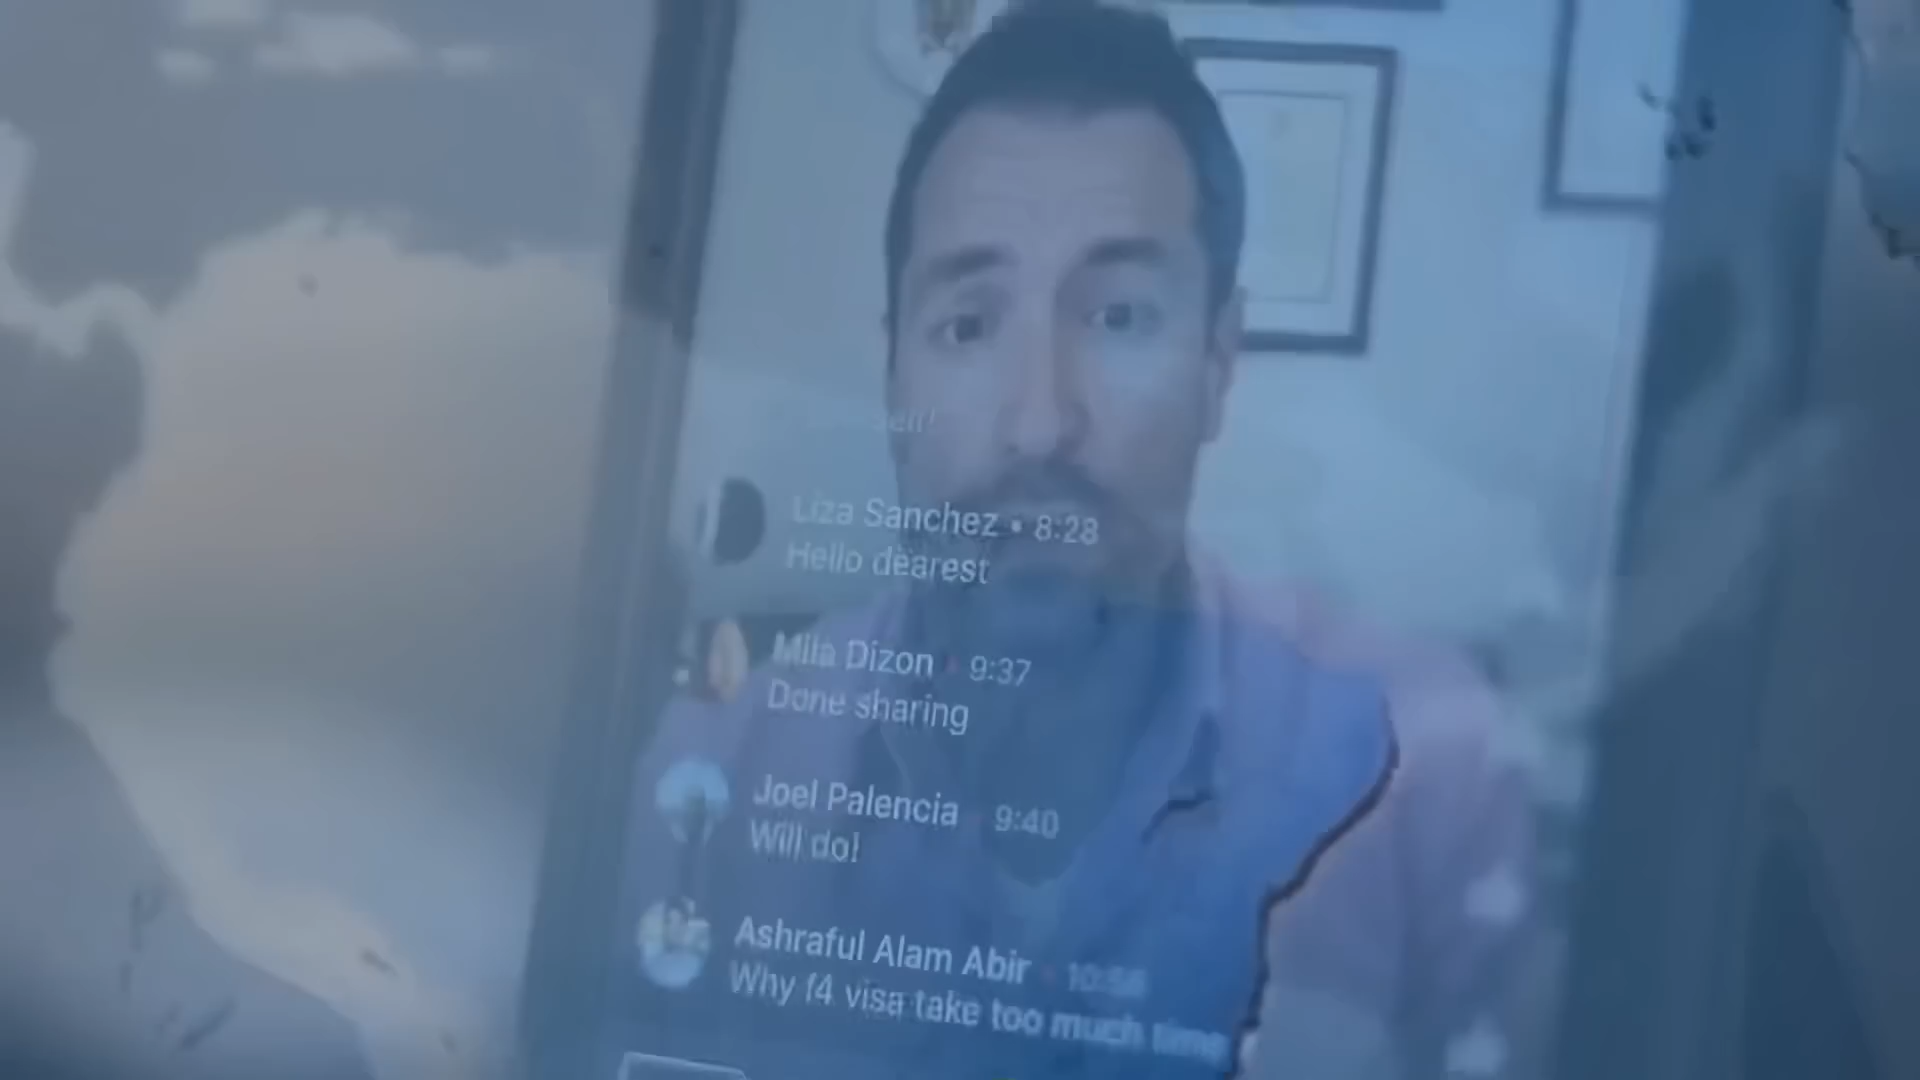 Liza Sanchez • 8:28
Hello dearest
Mila Dizon • 9:37
Done sharing
Joel Palencia • 9:40
Will do!
Ashraful Alam Abir •
Why f4 visa take too much time